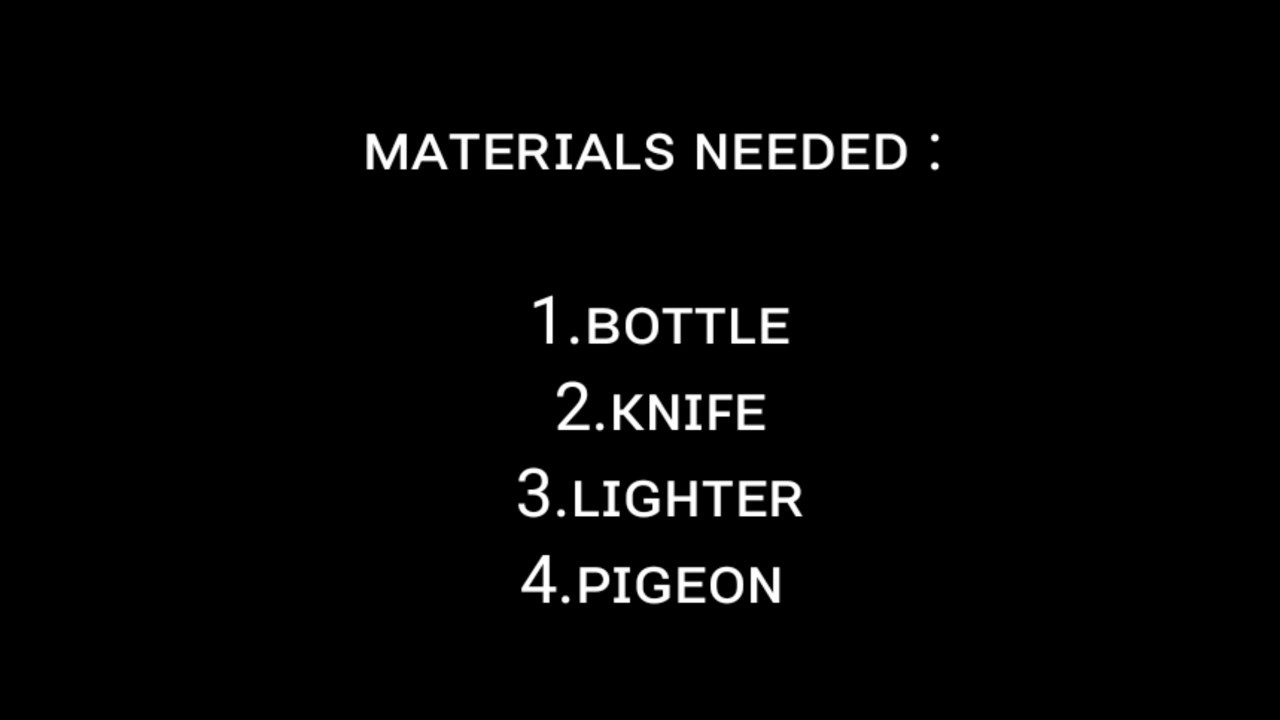 MATERIALS NEEDED :
1.BOTTLE
2.KNIFE
3.LIGHTER
4.PIGEON